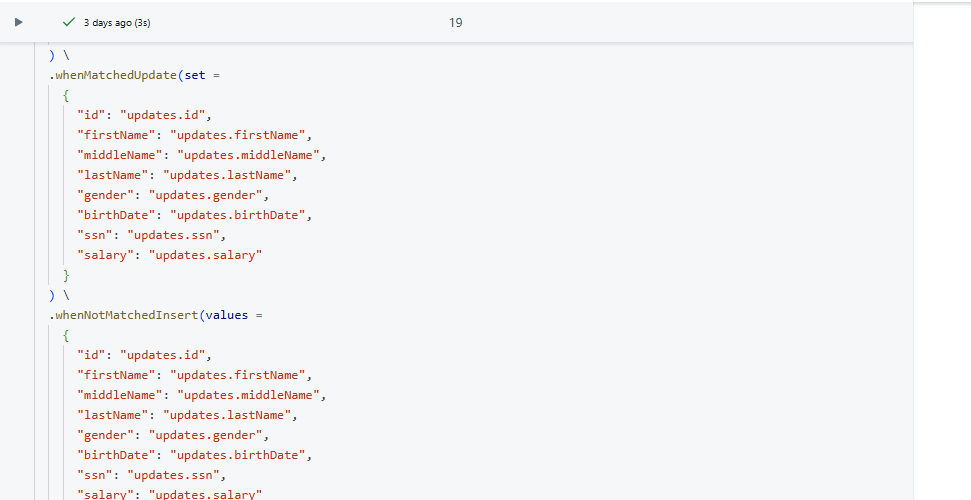 3 days ago (3s)
19
) \
.whenMatchedUpdate(set =
{
"id": "updates.id",
"firstName": "updates.firstName",
"middleName": "updates.middleName",
"lastName": "updates.lastName",
"gender": "updates.gender",
"birthDate": "updates.birthDate",
"ssn": "updates.ssn",
"salary": "updates.salary"
}
) \
.whenNotMatchedInsert(values =
{
"id": "updates.id",
"firstName": "updates.firstName",
"middleName": "updates.middleName",
"lastName": "updates.lastName",
"gender": "updates.gender",
"birthDate": "updates.birthDate",
"ssn": "updates.ssn",
"salary": "updates.salary"